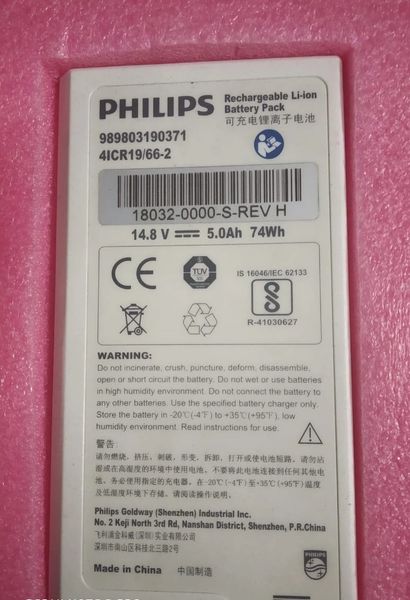 PHILIPS
Rechargeable Li-ion
Battery Pack
可充电锂离子电池
989803190371
4ICR19/66-2
18032-0000-S-REV H
14.8 V 5.0Ah 74Wh
CE
TÜV
IS 16046/IEC 62133
R-41030627
WARNING:
Do not incinerate, crush, puncture, deform, disassemble,
open or short circuit the battery. Do not wet or use batteries
in high humidity environment. Do not connect the battery to
any other batteries. Use the specified battery charger only.
Store the battery in -20°C(-4°F) to +35°C(+95°F), low
humidity environment. Read instructions for use.
警告:
请勿燃烧、挤压、刺破、形变、拆卸、打开或使电池短路。请勿沾
湿或在高湿度的环境中使用电池、不要将此电池连接到任何其他电
池、务必使用指定的充电器。在-20°C(-4°F)至+35°C(+95°F)温度
及低湿度环境下存储。请阅读操作说明。
Philips Goldway (Shenzhen) Industrial Inc.
No. 2 Keji North 3rd Rd, Nanshan District, Shenzhen, P.R.China
飞利浦金科威(深圳)实业有限公司
深圳市南山区科技北三路2号
Made in China 中国制造
PHILIPS